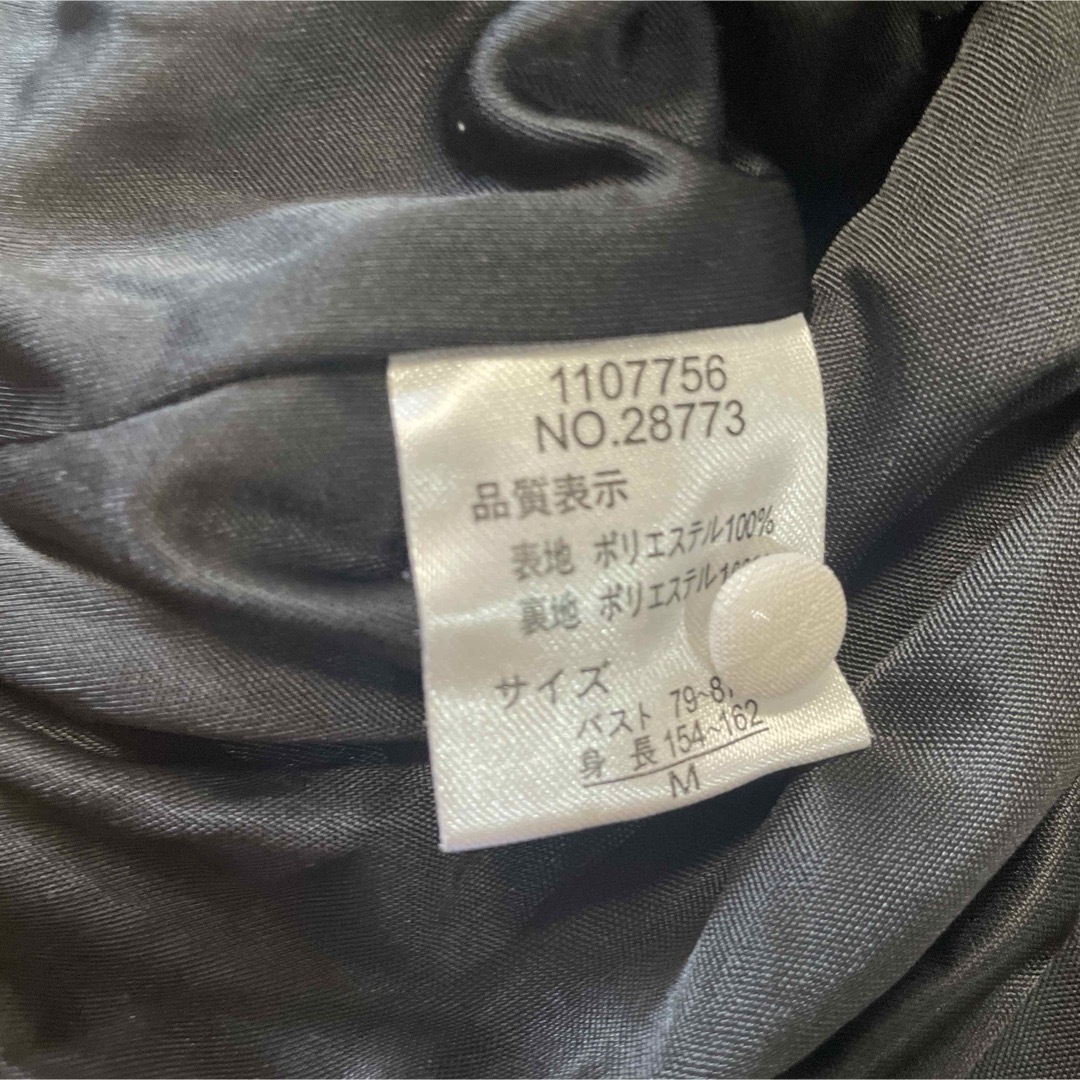 1107756
NO.28773
品質表示
表地 ポリエステル100%
裏地 ポリエステル
サイズ
バスト 79~8
身長 154~162
M